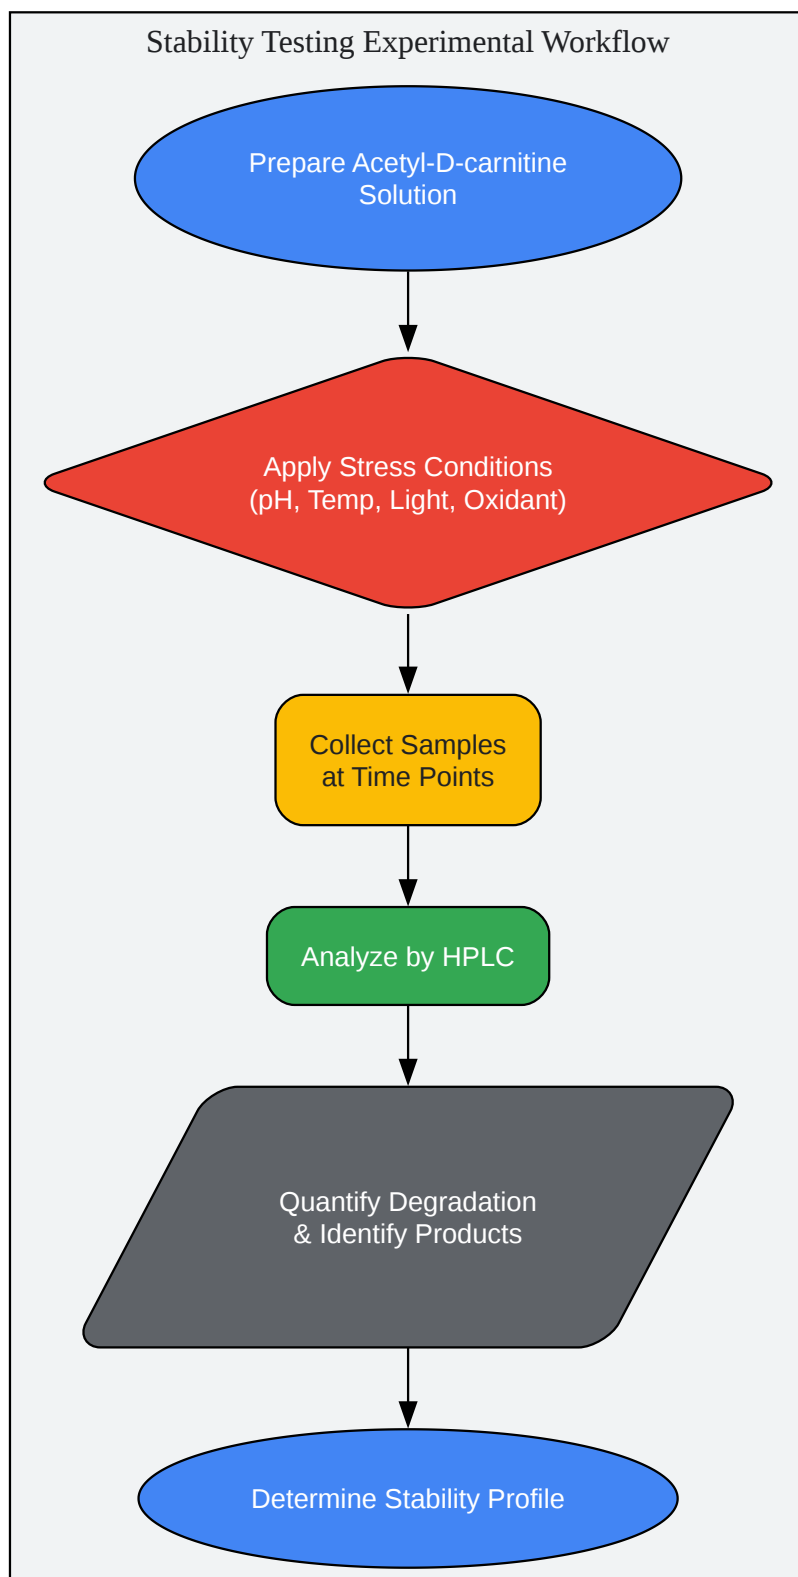 Stability Testing Experimental Workflow
Prepare Acetyl-D-carnitine
Solution
Apply Stress Conditions
(pH, Temp, Light, Oxidant)
Collect Samples
at Time Points
Analyze by HPLC
Quantify Degradation
& Identify Products
Determine Stability Profile